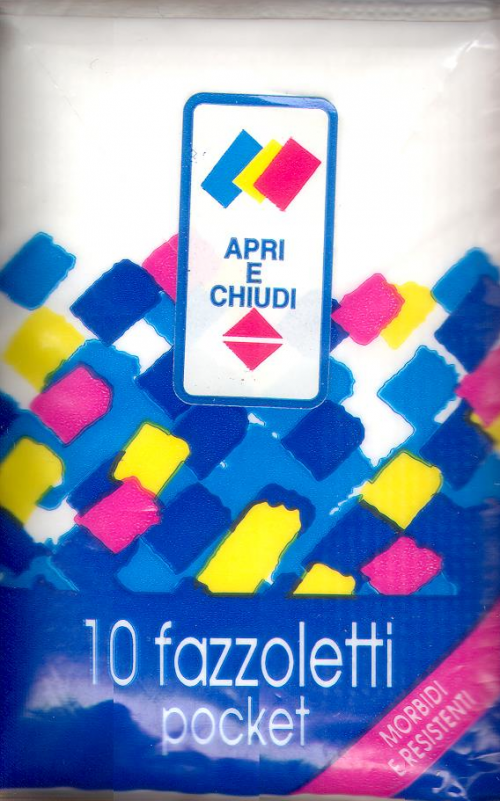 APRI
E
CHIUDI
10 fazzoletti
pocket
MORBIDI
E RESISTENTI